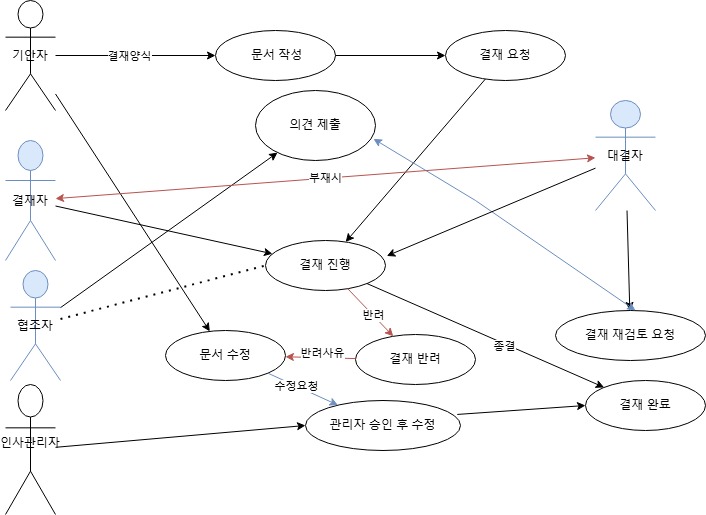 기안자
결재양식
문서 작성
결재 요청
의견 제출
대결자
부재시
결재자
결재 진행
협조자
반려
결재 재검토 요청
문서 수정
반려사유
결재 반려
종결
수정요청
결재 완료
관리자 승인 후 수정
인사관리자